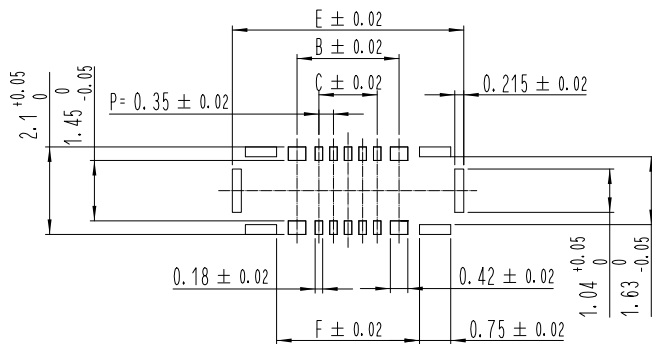 E ± 0.02
B ± 0.02
C ± 0.02
0.215 ± 0.02
P= 0.35 ± 0.02
2.1 +0.05 0
1.45 0 -0.05
0.18 ± 0.02
0.42 ± 0.02
1.04 +0.05 0
1.63 0 -0.05
F ± 0.02
0.75 ± 0.02